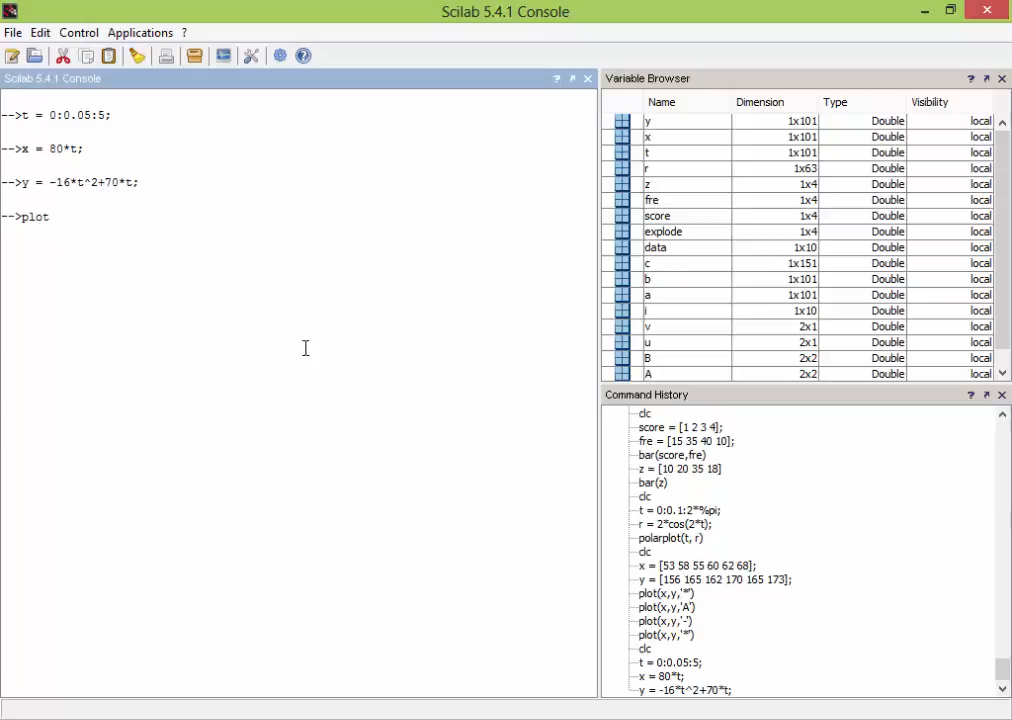 Scilab 5.4.1 Console
File Edit Control Applications ?
Scilab 5.4.1 Console ?
-->t = 0:0.05:5;
-->x = 80*t;
-->y = -16*t^2+70*t;
-->plot
Variable Browser ?
Name Dimension Type Visibility
y 1x101 Double local
x 1x101 Double local
t 1x101 Double local
r 1x63 Double local
z 1x4 Double local
fre 1x4 Double local
score 1x4 Double local
explode 1x4 Double local
data 1x10 Double local
c 1x151 Double local
b 1x101 Double local
a 1x101 Double local
i 1x10 Double local
v 2x1 Double local
u 2x1 Double local
B 2x2 Double local
A 2x2 Double local
Command History ?
clc
score = [1 2 3 4];
fre = [15 35 40 10];
bar(score,fre)
z = [10 20 35 18]
bar(z)
clc
t = 0:0.1:2*%pi;
r = 2*cos(2*t);
polarplot(t, r)
clc
x = [53 58 55 60 62 68];
y = [156 165 162 170 165 173];
plot(x,y,'*')
plot(x,y,'A')
plot(x,y,'-')
plot(x,y,'*')
clc
t = 0:0.05:5;
x = 80*t;
y = -16*t^2+70*t;